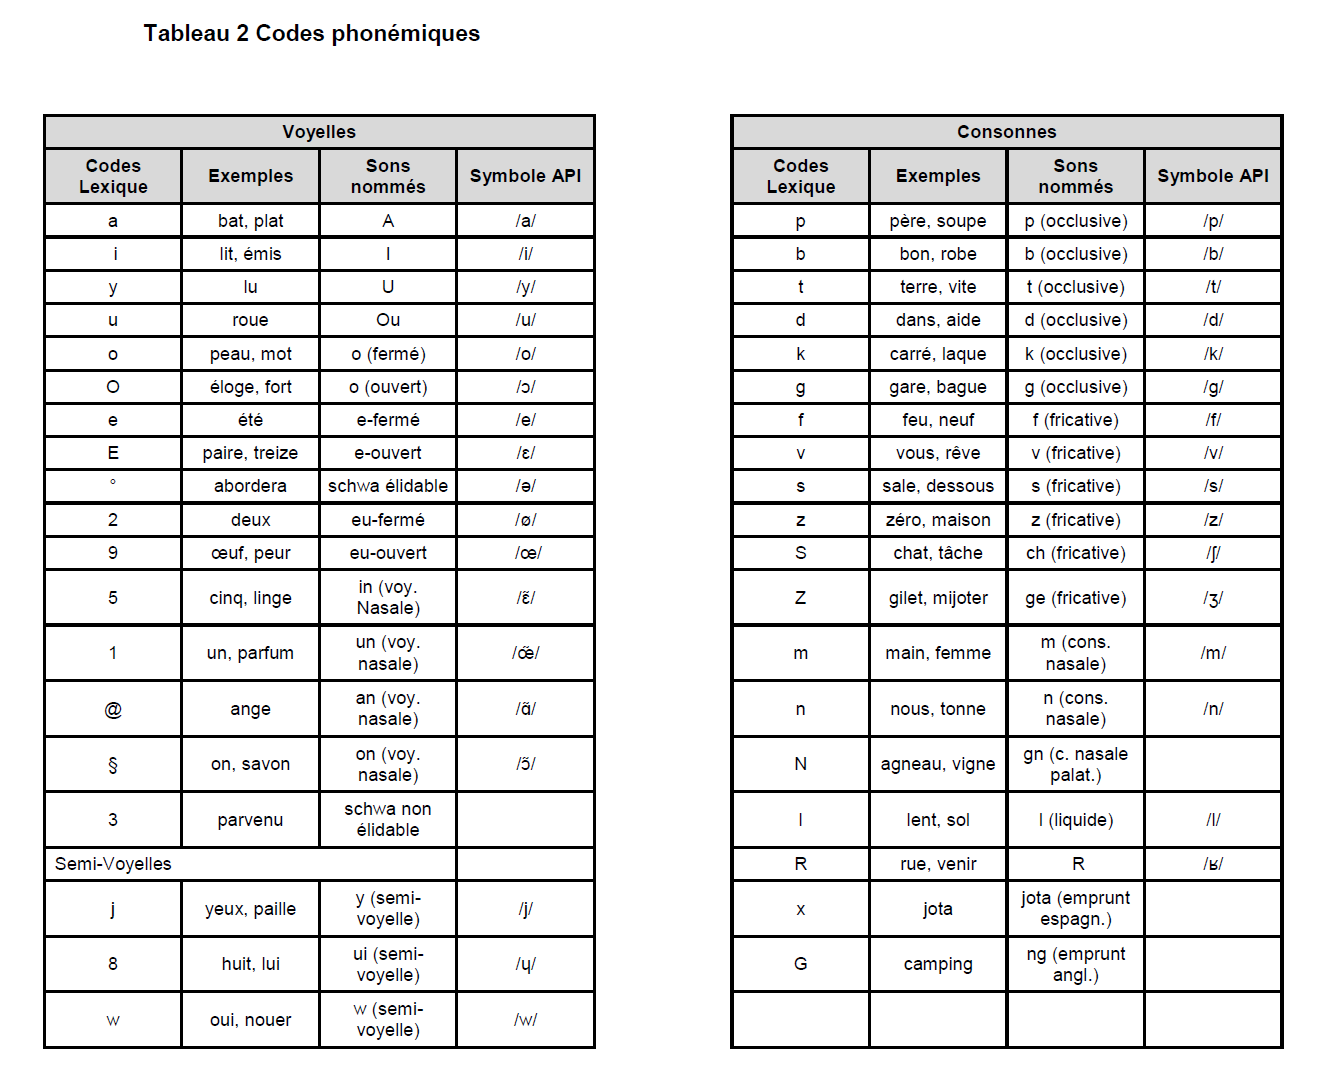 Tableau 2 Codes phonémiques
Voyelles
Codes Lexique Exemples Sons nommés Symbole API
a bat, plat A /a/
i lit, émis I /i/
y lu U /y/
u roue Ou /u/
o peau, mot o (fermé) /o/
O éloge, fort o (ouvert) /ɔ/
e été e-fermé /e/
E paire, treize e-ouvert /ɛ/
° abordera schwa élidable /ə/
2 deux eu-fermé /ø/
9 œuf, peur eu-ouvert /œ/
5 cinq, linge in (voy. Nasale) /ɛ̃/
1 un, parfum un (voy. nasale) /œ̃/
@ ange an (voy. nasale) /ɑ̃/
§ on, savon on (voy. nasale) /ɔ̃/
3 parvenu schwa non élidable
Semi-Voyelles
j yeux, paille y (semi-voyelle) /j/
8 huit, lui ui (semi-voyelle) /ɥ/
w oui, nouer w (semi-voyelle) /w/
Consonnes
Codes Lexique Exemples Sons nommés Symbole API
p père, soupe p (occlusive) /p/
b bon, robe b (occlusive) /b/
t terre, vite t (occlusive) /t/
d dans, aide d (occlusive) /d/
k carré, laque k (occlusive) /k/
g gare, bague g (occlusive) /g/
f feu, neuf f (fricative) /f/
v vous, rêve v (fricative) /v/
s sale, dessous s (fricative) /s/
z zéro, maison z (fricative) /z/
S chat, tâche ch (fricative) /ʃ/
Z gilet, mijoter ge (fricative) /ʒ/
m main, femme m (cons. nasale) /m/
n nous, tonne n (cons. nasale) /n/
N agneau, vigne gn (c. nasale palat.)
l lent, sol l (liquide) /l/
R rue, venir R /ʁ/
x jota jota (emprunt espagn.)
G camping ng (emprunt angl.)